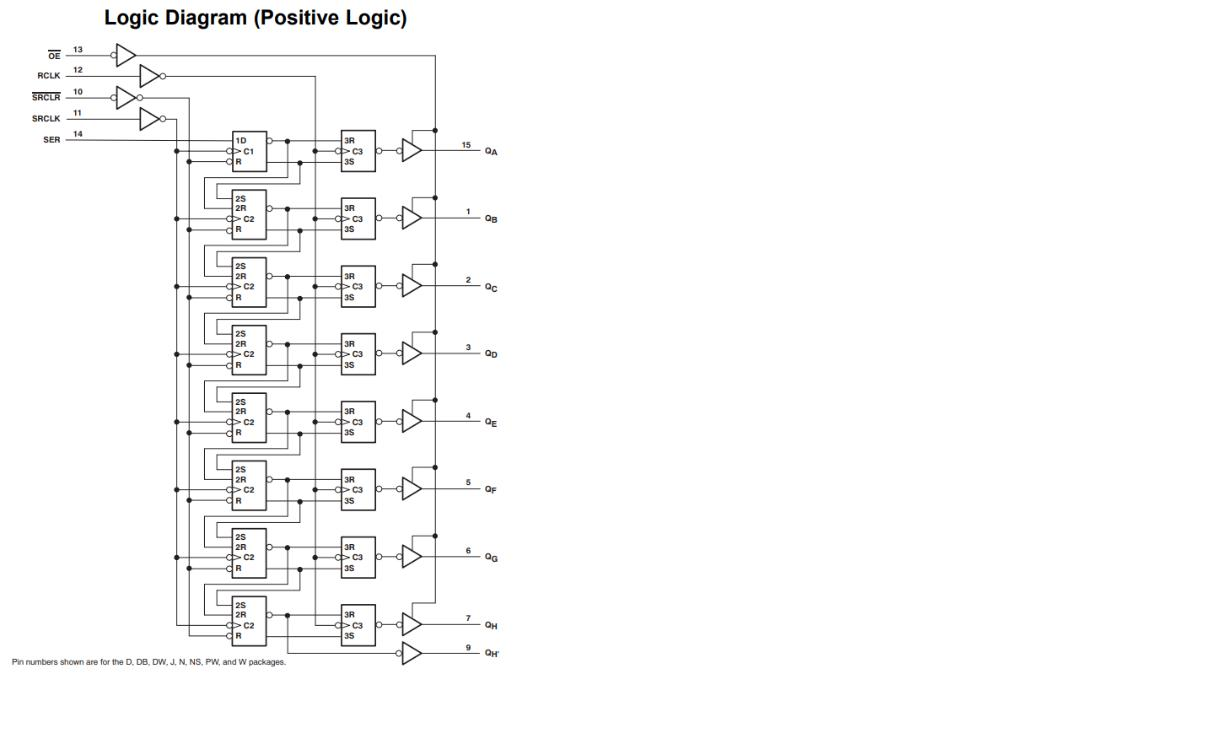 Logic Diagram (Positive Logic)
OE 13
RCLK 12
SRCLR 10
SRCLK 11
SER 14
1D 3R
C1 C3 15 QA
R 3S
2S
2R 3R
C2 C3 1 QB
R 3S
2S
2R 3R
C2 C3 2 QC
R 3S
2S
2R 3R
C2 C3 3 QD
R 3S
2S
2R 3R
C2 C3 4 QE
R 3S
2S
2R 3R
C2 C3 5 QF
R 3S
2S
2R 3R
C2 C3 6 QG
R 3S
2S
2R 3R
C2 C3 7 QH
R 3S
9 QH'
Pin numbers shown are for the D, DB, DW, J, N, NS, PW, and W packages.